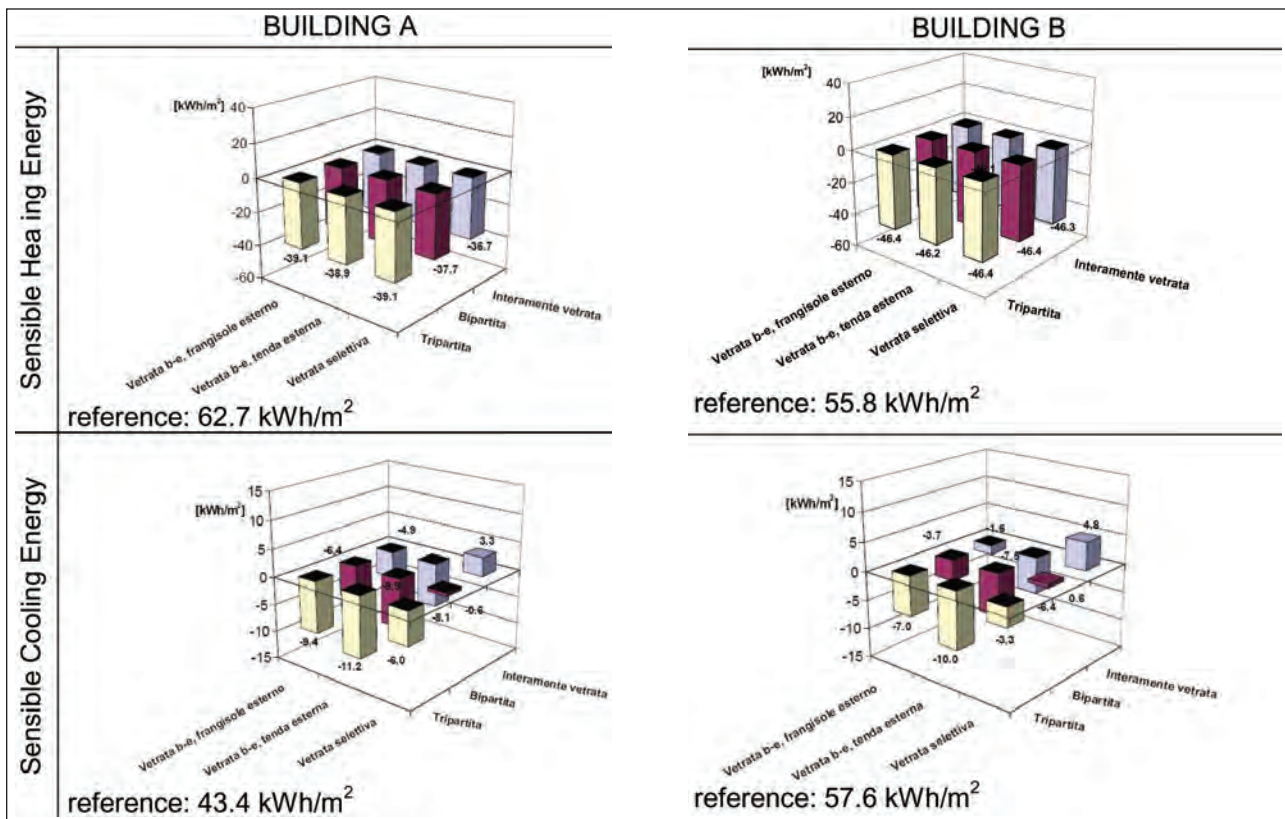 BUILDING A
BUILDING B
Sensible Hea ing Energy
[kWh/m²]
40
20
0
-20
-40
-60
-39.1
-38.9
-39.1
-37.7
-36.7
Vetrata b-e, frangisole esterno
Vetrata b-e, tenda esterna
Vetrata selettiva
Tripartita
Bipartita
Interamente vetrata
reference: 62.7 kWh/m²
[kWh/m²]
40
20
0
-20
-40
-60
-46.4
-46.2
-46.4
-46.4
-46.3
Vetrata b-e, frangisole esterno
Vetrata b-e, tenda esterna
Vetrata selettiva
Tripartita
Interamente vetrata
reference: 55.8 kWh/m²
Sensible Cooling Energy
[kWh/m²]
15
10
5
0
-5
-10
-15
-4.9
3.3
-6.4
-9.9
-0.6
-8.1
-9.4
-11.2
-6.0
Vetrata b-e, frangisole esterno
Vetrata b-e, tenda esterna
Vetrata selettiva
Tripartita
Bipartita
Interamente vetrata
reference: 43.4 kWh/m²
[kWh/m²]
15
10
5
0
-5
-10
-15
-1.6
4.8
-3.7
0.6
-6.4
-7.0
-10.0
-3.3
Vetrata b-e, frangisole esterno
Vetrata b-e, tenda esterna
Vetrata selettiva
Tripartita
Bipartita
Interamente vetrata
reference: 57.6 kWh/m²